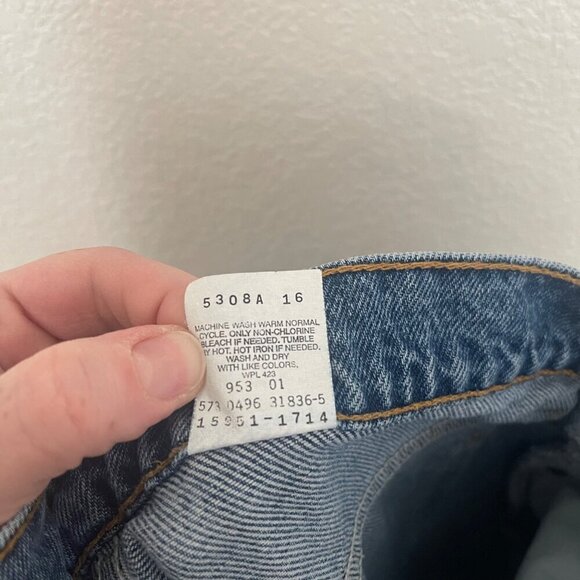 5308A 16
MACHINE WASH WARM NORMAL
CYCLE. ONLY NON-CHLORINE
BLEACH IF NEEDED. TUMBLE
DRY HOT. HOT IRON IF NEEDED.
WASH AND DRY
WITH LIKE COLORS,
WPL 423
953 01
573 0496 31836-5
15951-1714